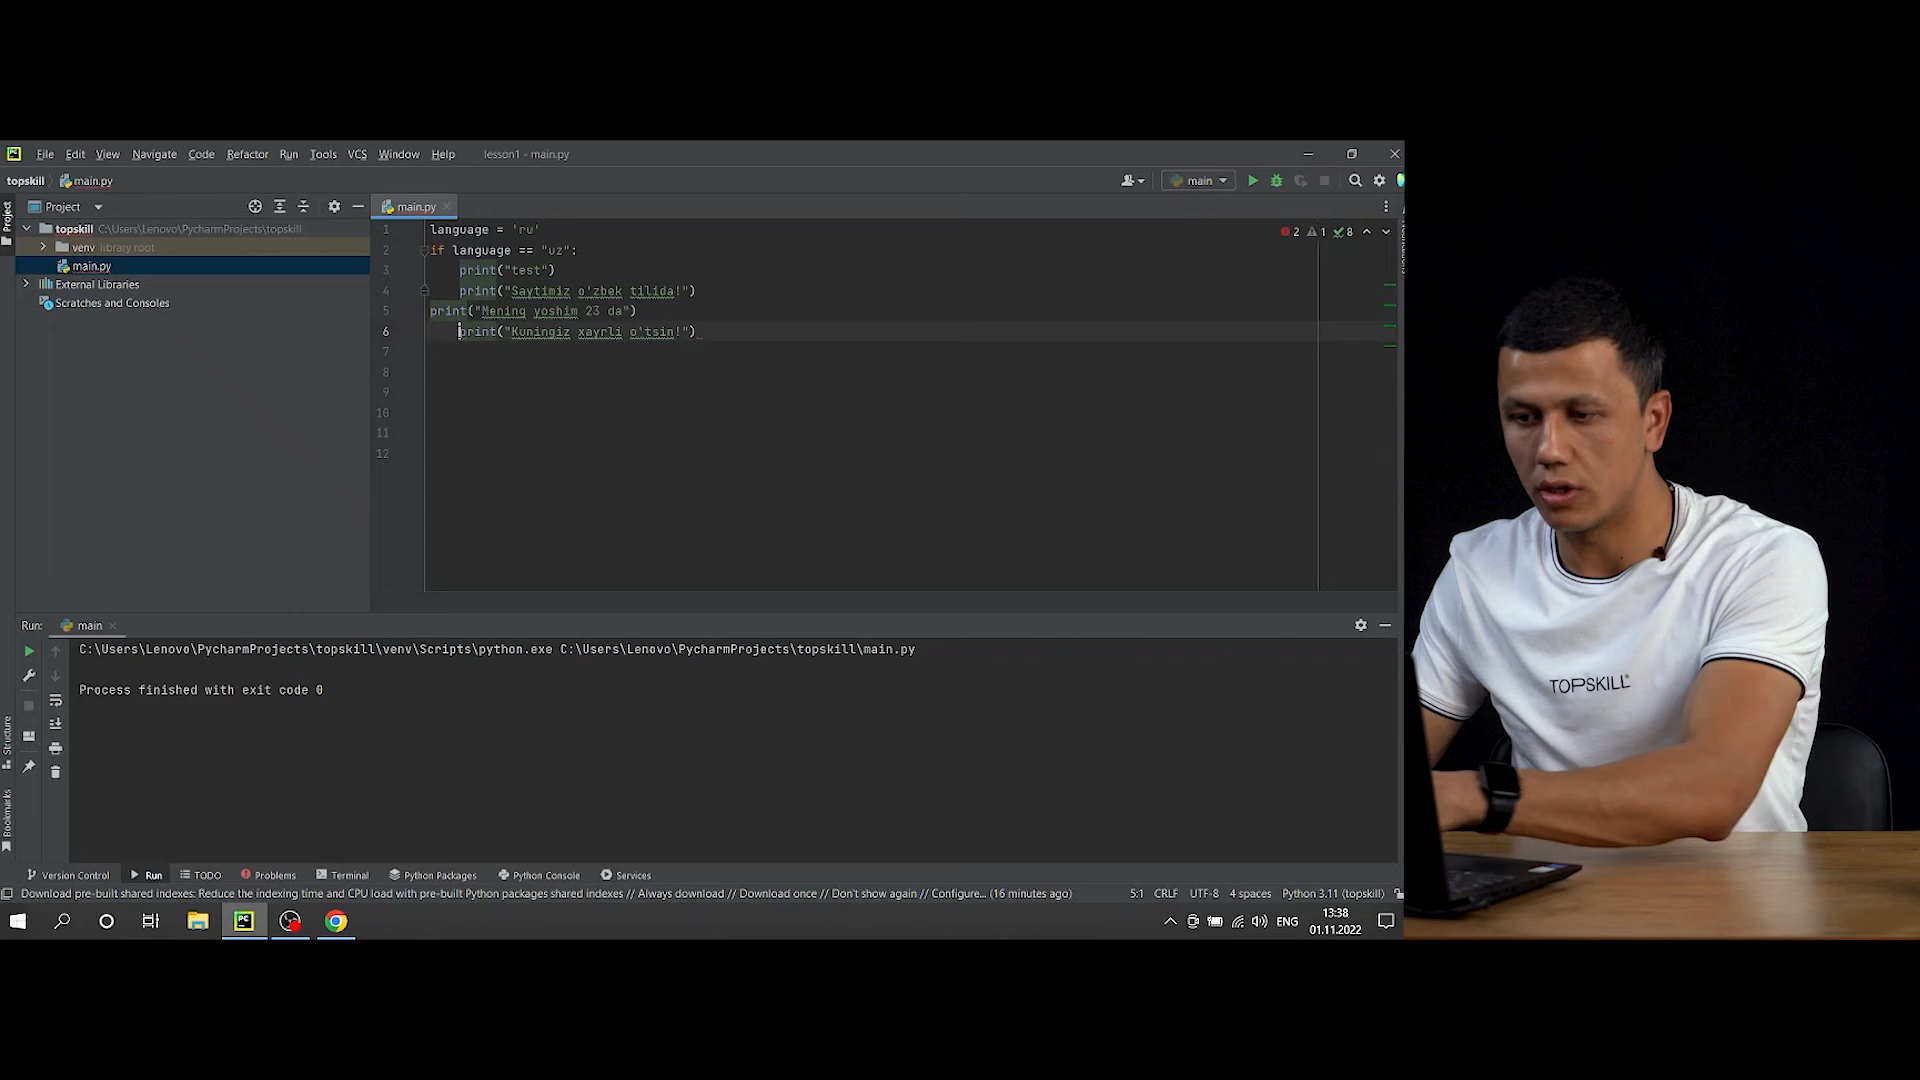 File Edit View Navigate Code Refactor Run Tools VCS Window Help lesson1 - main.py
topskill main.py
main
Project
Project
main.py
topskill C:\Users\Lenovo\PycharmProjects\topskill
venv library root
main.py
External Libraries
Scratches and Consoles
2 1 8
1 language = 'ru'
2 if language == "uz":
3 print("test")
4 print("Saytimiz o'zbek tilida!")
5 print("Mening yoshim 23 da")
6 print("Kuningiz xayrli o'tsin!")
7
8
9
10
11
12
Run: main
C:\Users\Lenovo\PycharmProjects\topskill\venv\Scripts\python.exe C:\Users\Lenovo\PycharmProjects\topskill\main.py
Process finished with exit code 0
Structure
Bookmarks
Version Control Run TODO Problems Terminal Python Packages Python Console Services
Download pre-built shared indexes: Reduce the indexing time and CPU load with pre-built Python packages shared indexes // Always download // Download once // Don't show again // Configure... (16 minutes ago)
5:1 CRLF UTF-8 4 spaces Python 3.11 (topskill)
ENG
13:38
01.11.2022
TOPSKILL